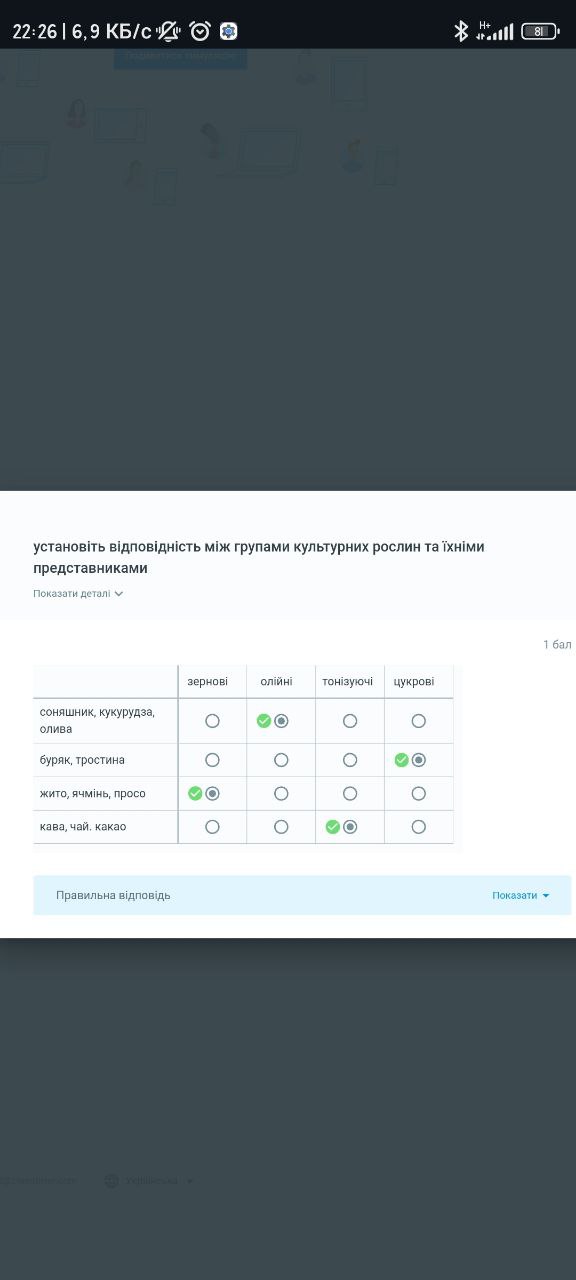 22:26 | 6,9 КБ/с
H+
81
установіть відповідність між групами культурних рослин та їхніми
представниками
Показати деталі
1 бал
зернові олійні тонізуючі цукрові
соняшник, кукурудза,
олива
буряк, тростина
жито, ячмінь, просо
кава, чай. какао
Правильна відповідь Показати
Українська